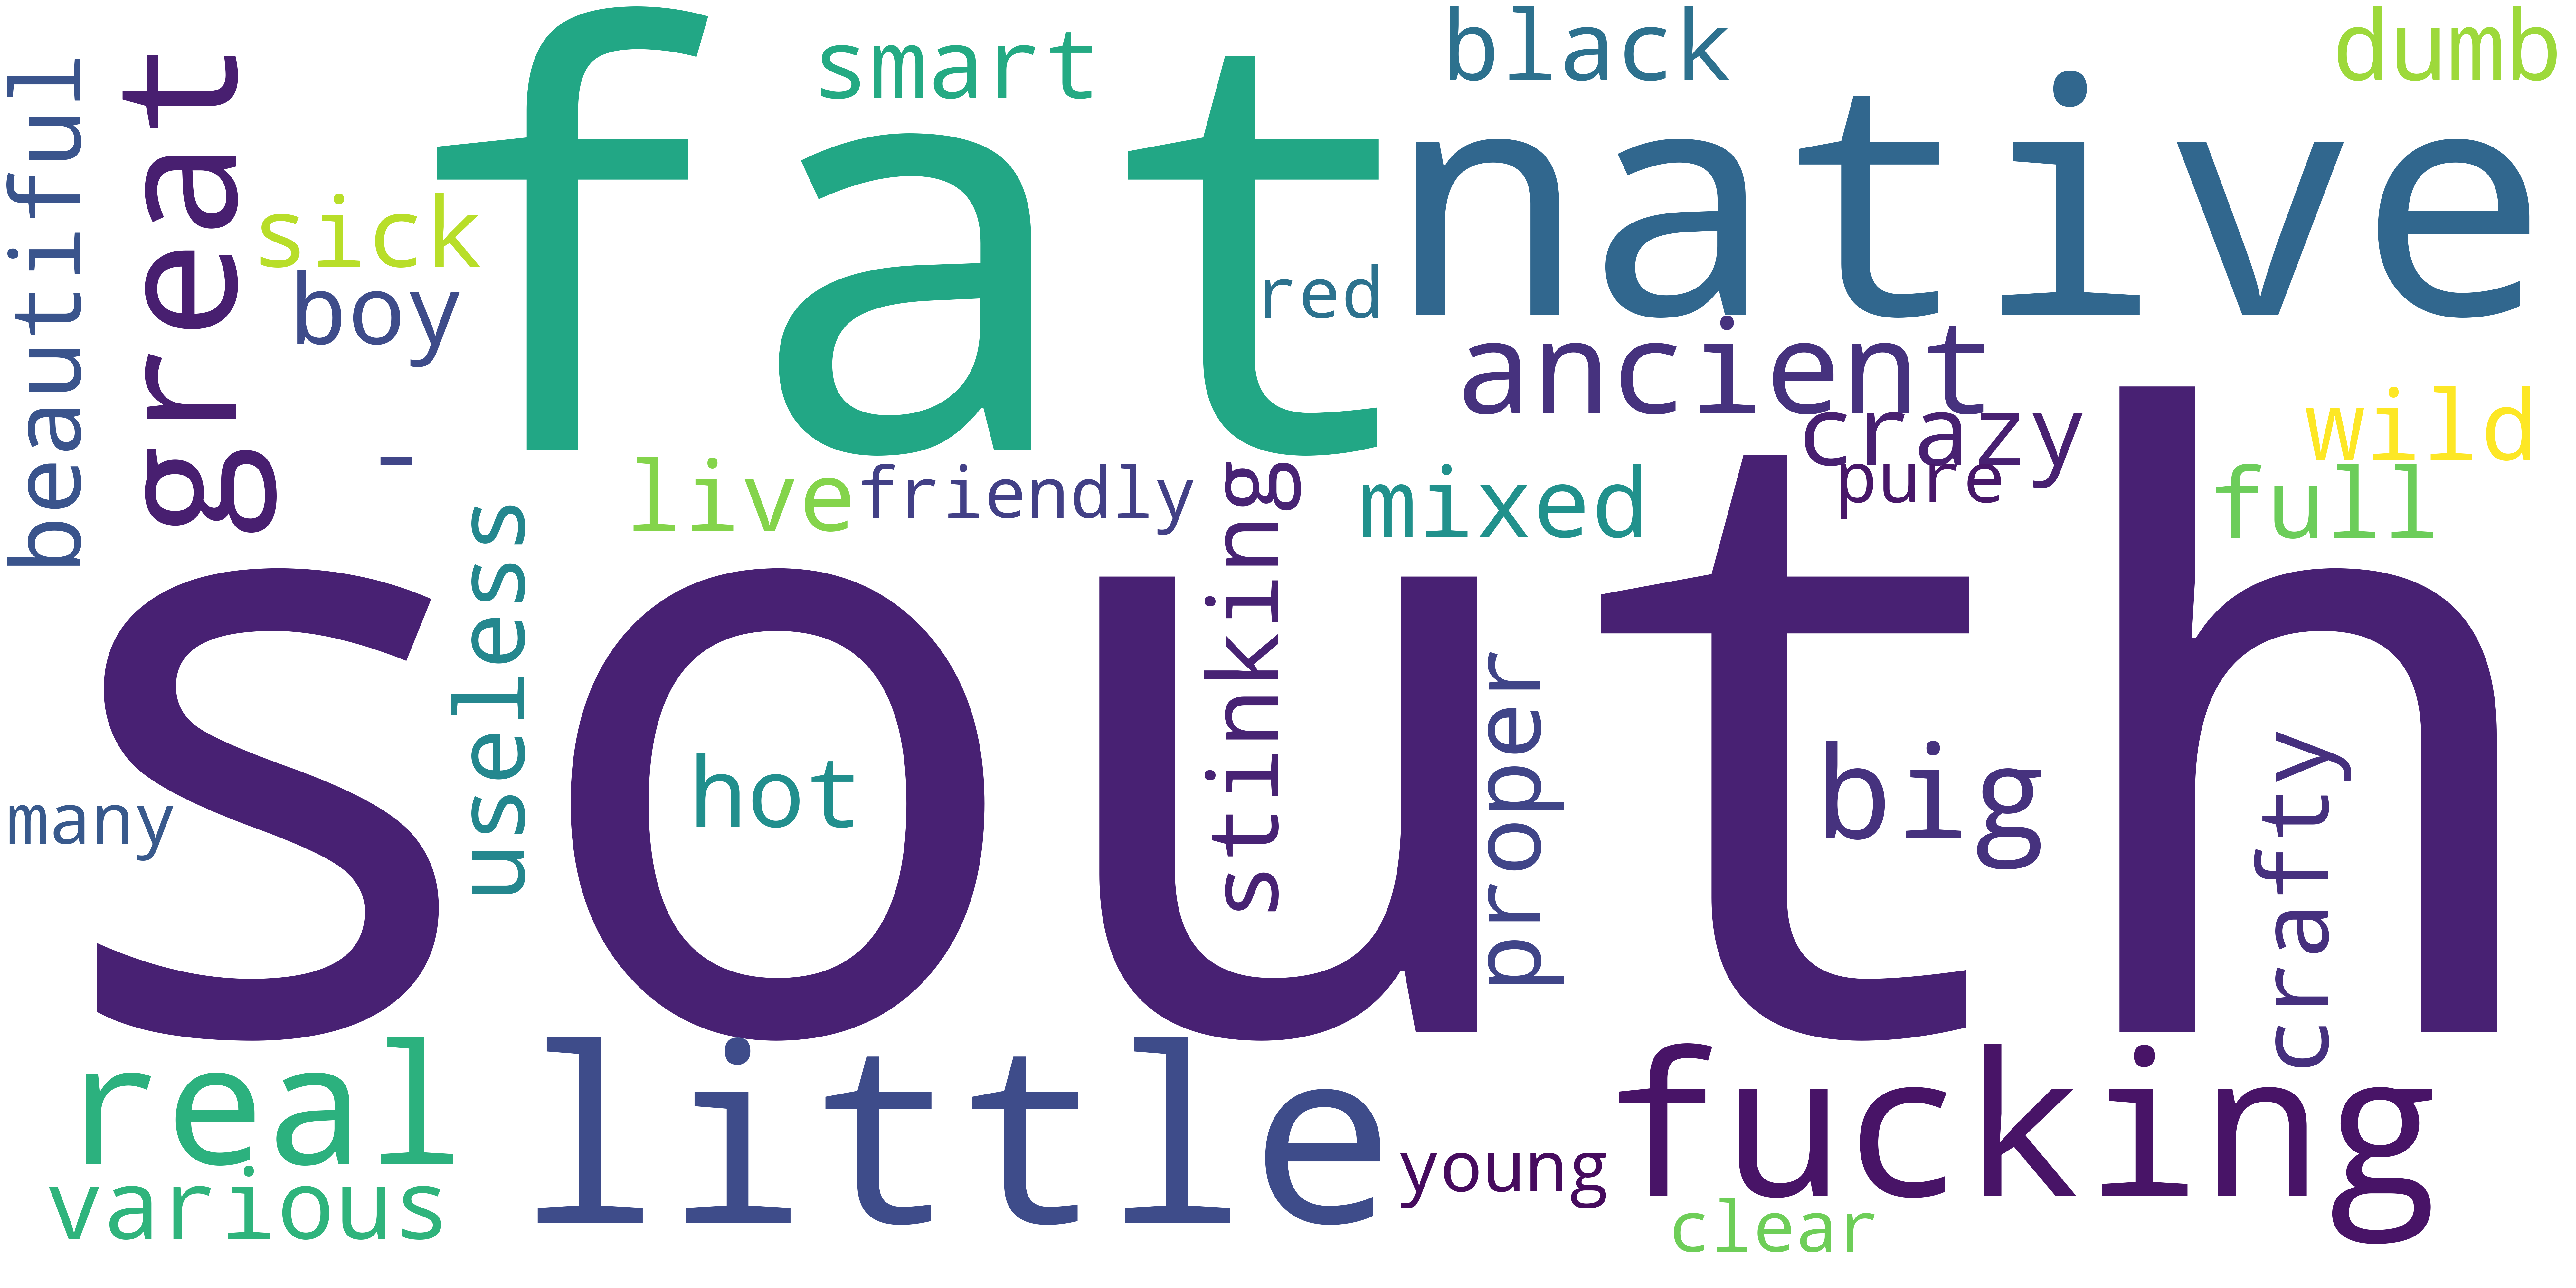 beautiful
great
fat
smart
black
dumb
native
sick
boy
red
ancient
crazy
wild
-
live
friendly
stinking
mixed
pure
full
useless
south
hot
proper
big
crafty
many
real
little
fucking
various
young
clear